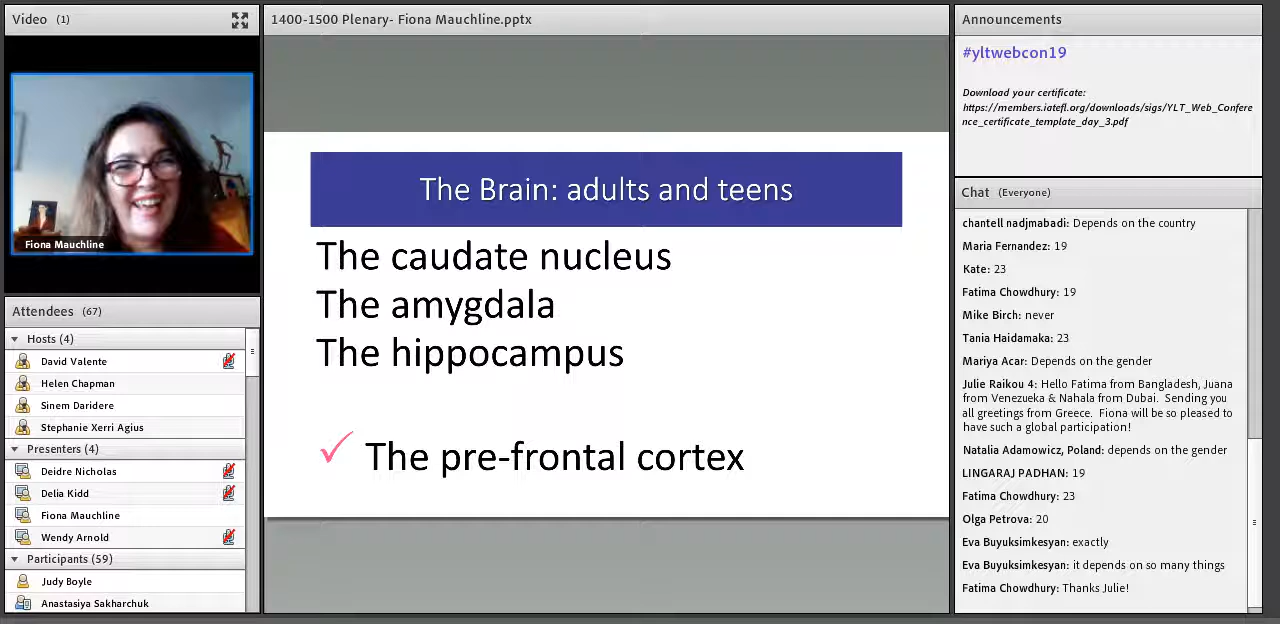 Video (1)
Fiona Mauchline
Attendees (67)
Hosts (4)
David Valente
Helen Chapman
Sinem Daridere
Stephanie Xerri Agius
Presenters (4)
Deidre Nicholas
Delia Kidd
Fiona Mauchline
Wendy Arnold
Participants (59)
Judy Boyle
Anastasiya Sakharchuk
1400-1500 Plenary- Fiona Mauchline.pptx
The Brain: adults and teens
The caudate nucleus
The amygdala
The hippocampus
✓ The pre-frontal cortex
Announcements
#yltwebcon19
Download your certificate:
https://members.iatefl.org/downloads/sigs/YLT_Web_Confere
nce_certificate_template_day_3.pdf
Chat (Everyone)
chantell nadjmabadi: Depends on the country
Maria Fernandez: 19
Kate: 23
Fatima Chowdhury: 19
Mike Birch: never
Tania Haidamaka: 23
Mariya Acar: Depends on the gender
Julie Raikou 4: Hello Fatima from Bangladesh, Juana
from Venezueka & Nahala from Dubai. Sending you
all greetings from Greece. Fiona will be so pleased to
have such a global participation!
Natalia Adamowicz, Poland: depends on the gender
LINGARAJ PADHAN: 19
Fatima Chowdhury: 23
Olga Petrova: 20
Eva Buyuksimkesyan: exactly
Eva Buyuksimkesyan: it depends on so many things
Fatima Chowdhury: Thanks Julie!